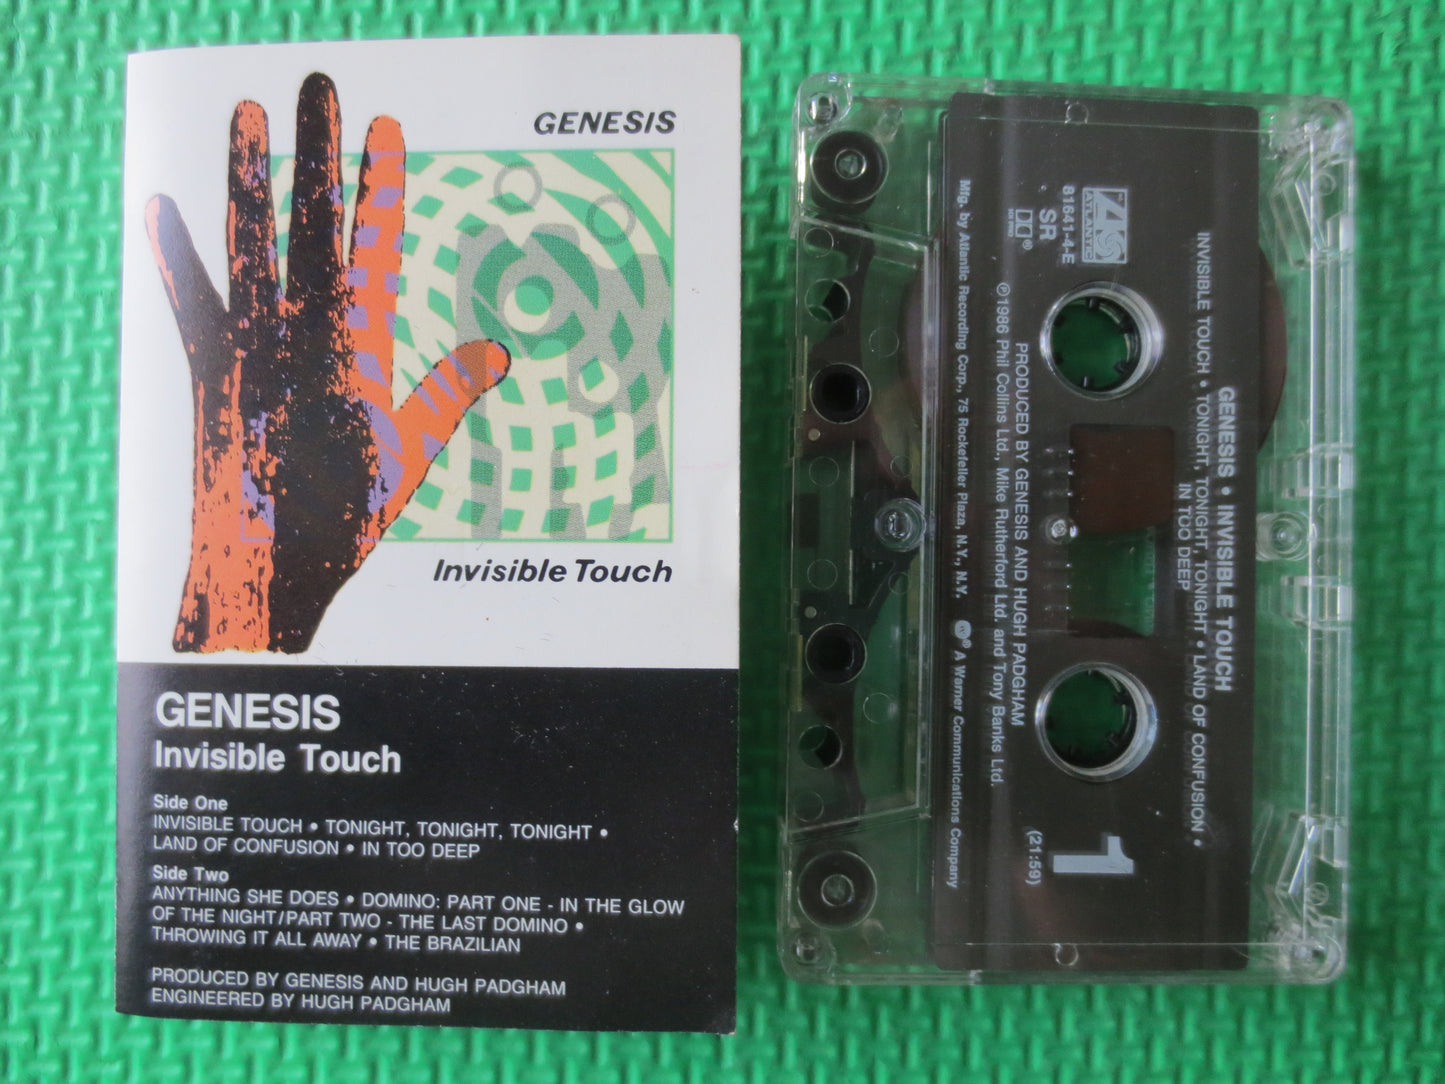 GENESIS
Invisible Touch
GENESIS
Invisible Touch
Side One
INVISIBLE TOUCH • TONIGHT, TONIGHT, TONIGHT •
LAND OF CONFUSION • IN TOO DEEP
Side Two
ANYTHING SHE DOES • DOMINO: PART ONE - IN THE GLOW
OF THE NIGHT/PART TWO - THE LAST DOMINO •
THROWING IT ALL AWAY • THE BRAZILIAN
PRODUCED BY GENESIS AND HUGH PADGHAM
ENGINEERED BY HUGH PADGHAM
GENESIS • INVISIBLE TOUCH
INVISIBLE TOUCH • TONIGHT, TONIGHT, TONIGHT • LAND OF CONFUSION •
IN TOO DEEP
ATLANTIC
81641-4-E
SR
1
(21:59)
PRODUCED BY GENESIS AND HUGH PADGHAM
℗1986 Phil Collins Ltd., Mike Rutherford Ltd. and Tony Banks Ltd.
Mfg. by Atlantic Recording Corp., 75 Rockefeller Plaza, N.Y., N.Y. ® A Warner Communications Company